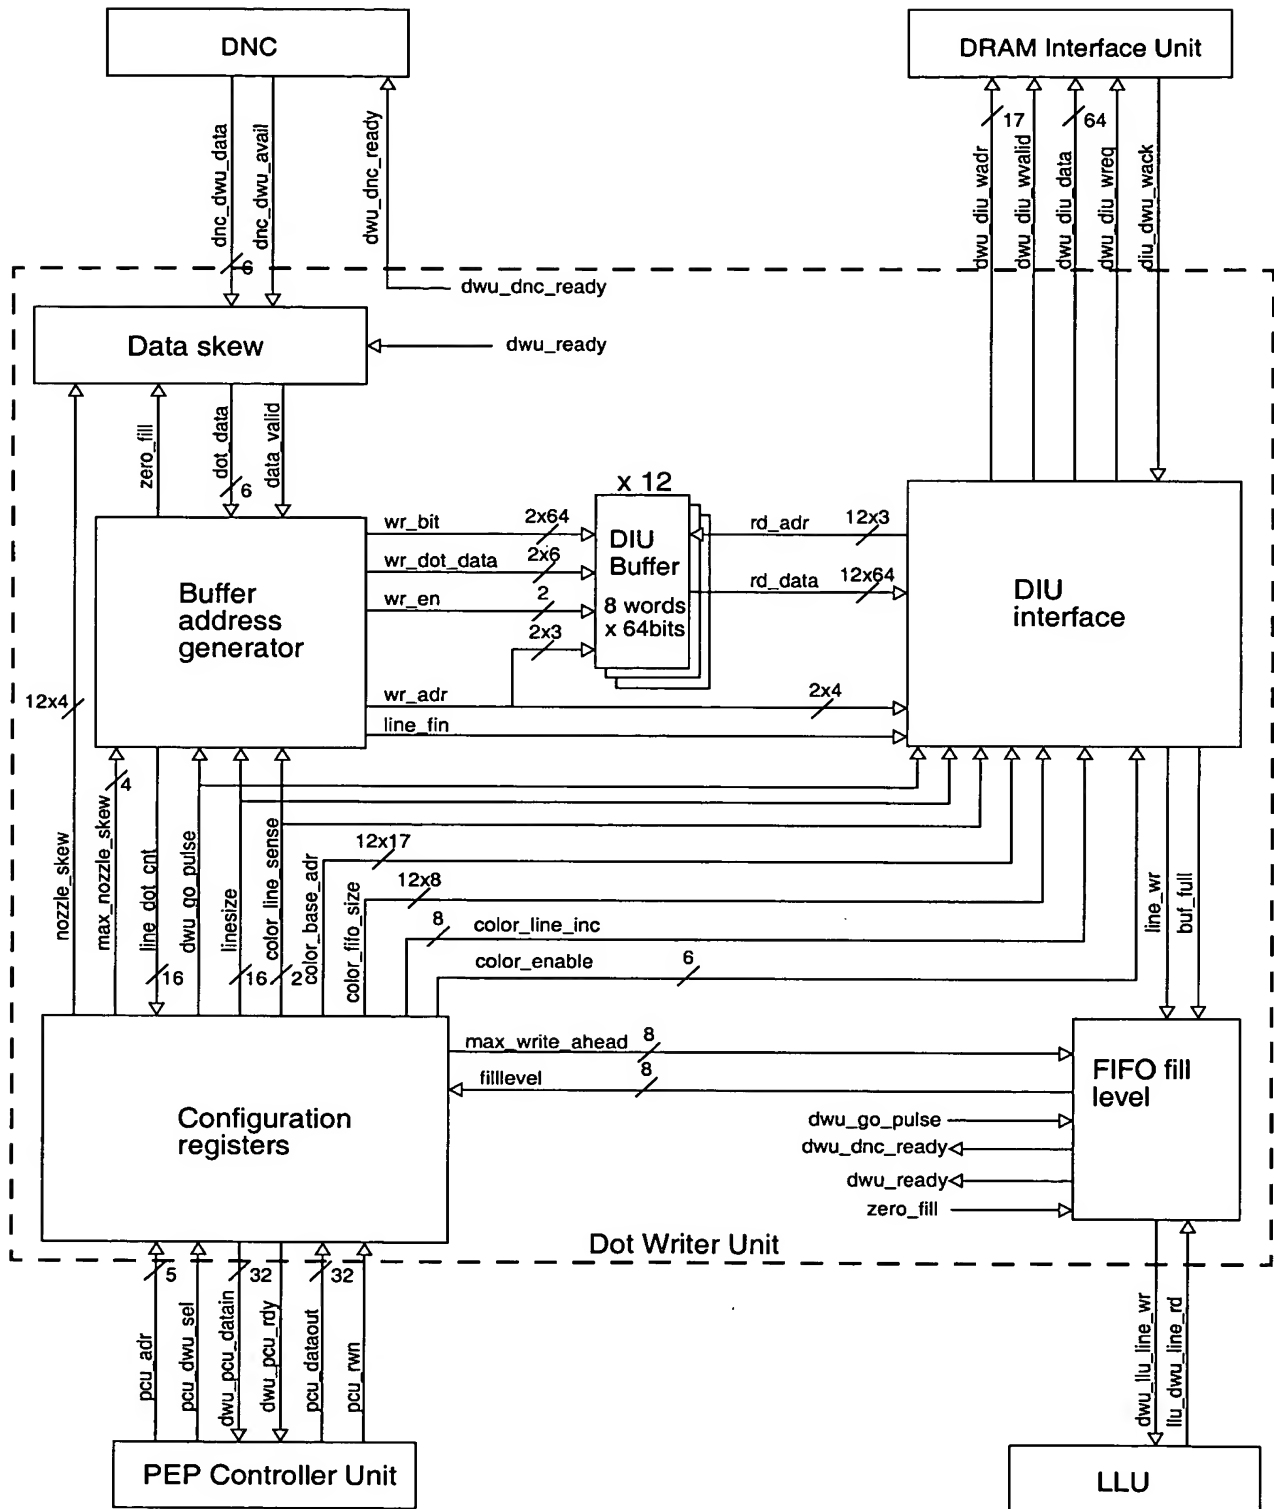 DNC
DRAM Interface Unit
dnc_dwu_data
dnc_dwu_avail
dwu_dnc_ready
6
dwu_diu_wadr
17
dwu_diu_wvalid
dwu_diu_data
64
dwu_diu_wreq
diu_dwu_wack
dwu_dnc_ready
Data skew
dwu_ready
zero_fill
dot_data
6
data_valid
x 12
wr_bit
2x64
DIU
Buffer
8 words
x 64bits
rd_adr
12x3
wr_dot_data
2x6
rd_data
12x64
wr_en
2
2x3
Buffer
address
generator
DIU
interface
wr_adr
2x4
line_fin
12x4
nozzle_skew
4
max_nozzle_skew
line_dot_cnt
16
dwu_go_pulse
linesize
16
color_line_sense
2
color_base_adr
12x17
color_fifo_size
12x8
8
color_line_inc
color_enable
6
line_wr
buf_full
Configuration
registers
max_write_ahead
8
filllevel
8
FIFO fill
level
dwu_go_pulse
dwu_dnc_ready
dwu_ready
zero_fill
Dot Writer Unit
5
32
32
pcu_adr
pcu_dwu_sel
dwu_pcu_datain
dwu_pcu_rdy
pcu_dataout
pcu_rwn
dwu_llu_line_wr
llu_dwu_line_rd
PEP Controller Unit
LLU